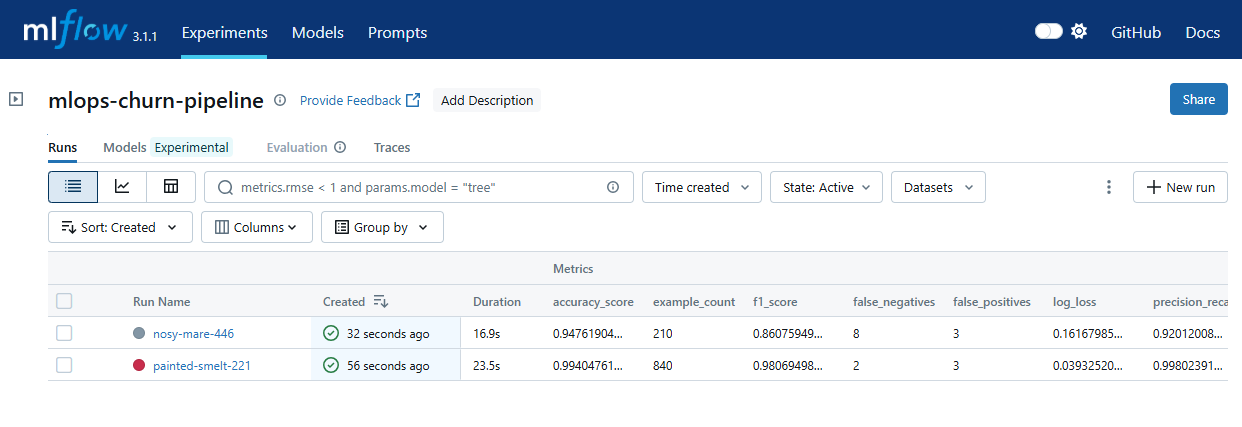 mlflow 3.1.1 Experiments Models Prompts GitHub Docs
mlops-churn-pipeline Provide Feedback Add Description Share
Runs Models Experimental Evaluation Traces
metrics.rmse < 1 and params.model = "tree" Time created State: Active Datasets New run
Sort: Created Columns Group by
Metrics
Run Name Created Duration accuracy_score example_count f1_score false_negatives false_positives log_loss precision_reca
nosy-mare-446 32 seconds ago 16.9s 0.94761904... 210 0.86075949... 8 3 0.16167985... 0.92012008...
painted-smelt-221 56 seconds ago 23.5s 0.99404761... 840 0.98069498... 2 3 0.03932520... 0.99802391...